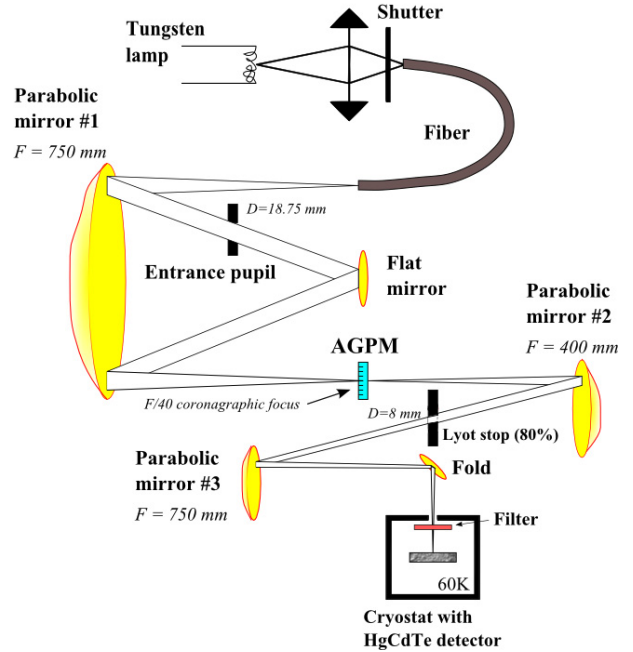 Shutter
Tungsten
lamp
Parabolic
mirror #1
F = 750 mm
Fiber
D=18.75 mm
Entrance pupil
Flat
mirror
Parabolic
mirror #2
F = 400 mm
AGPM
F/40 coronagraphic focus
D=8 mm
Lyot stop (80%)
Parabolic
mirror #3
F = 750 mm
Fold
Filter
60K
Cryostat with
HgCdTe detector